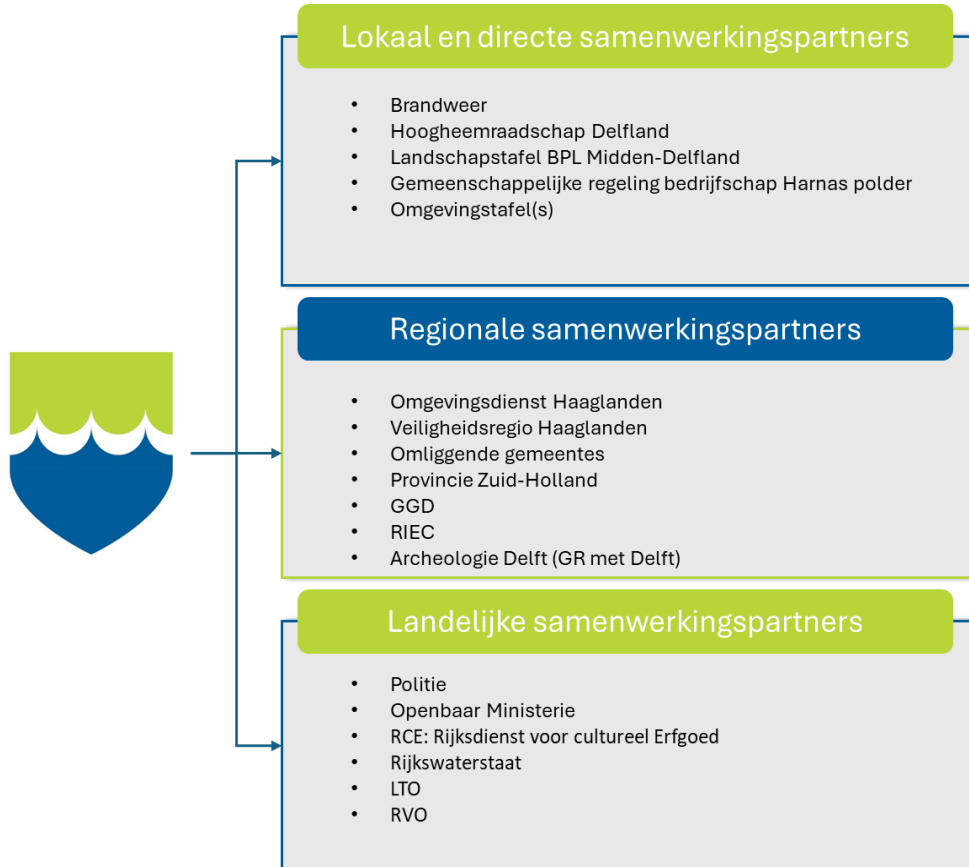 Lokaal en directe samenwerkingspartners
• Brandweer
• Hoogheemraadschap Delfland
• Landschapstafel BPL Midden-Delfland
• Gemeenschappelijke regeling bedrijfschap Harnas polder
• Omgevingstafel(s)
Regionale samenwerkingspartners
• Omgevingsdienst Haaglanden
• Veiligheidsregio Haaglanden
• Omliggende gemeentes
• Provincie Zuid-Holland
• GGD
• RIEC
• Archeologie Delft (GR met Delft)
Landelijke samenwerkingspartners
• Politie
• Openbaar Ministerie
• RCE: Rijksdienst voor cultureel Erfgoed
• Rijkswaterstaat
• LTO
• RVO